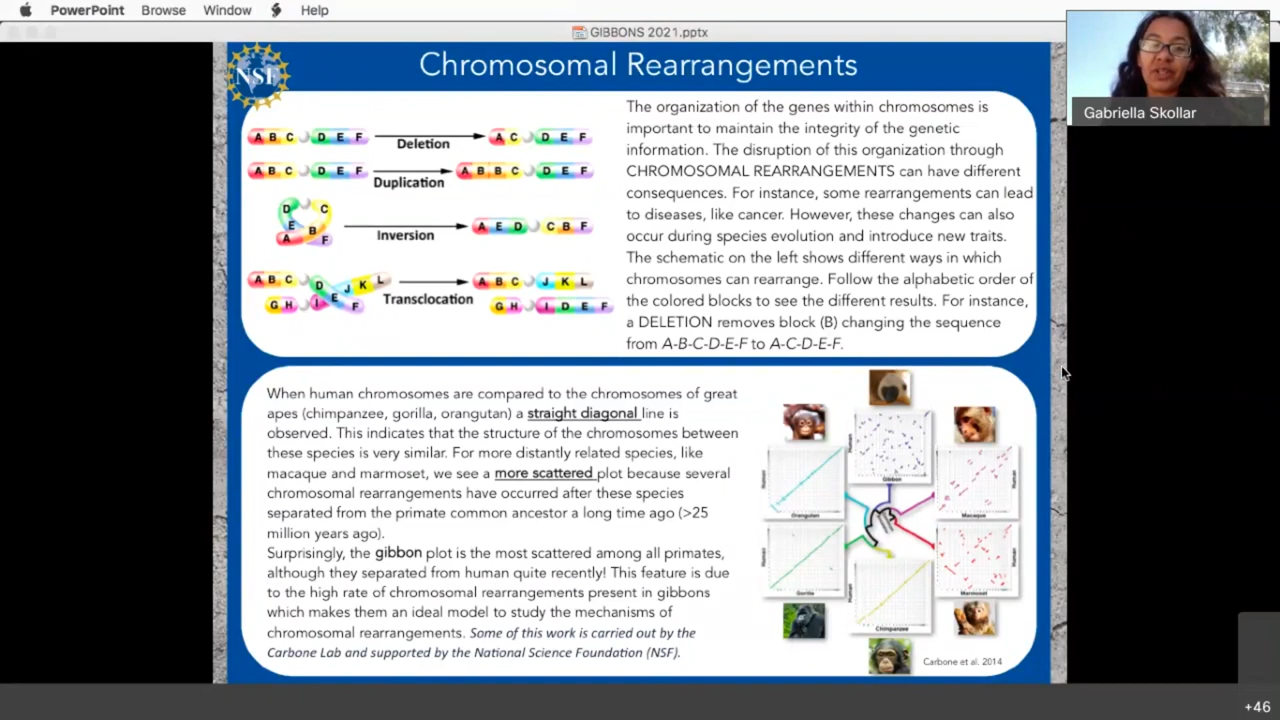 PowerPoint Browse Window Help
GIBBONS 2021.pptx
NSF
Chromosomal Rearrangements
Gabriella Skollar
A B C D E F Deletion A C D E F
A B C D E F Duplication A B B C D E F
D C
E B
A F
Inversion
A E D C B F
A B C D J K L
G H I E F
Translocation
A B C J K L
G H I D E F
The organization of the genes within chromosomes is
important to maintain the integrity of the genetic
information. The disruption of this organization through
CHROMOSOMAL REARRANGEMENTS can have different
consequences. For instance, some rearrangements can lead
to diseases, like cancer. However, these changes can also
occur during species evolution and introduce new traits.
The schematic on the left shows different ways in which
chromosomes can rearrange. Follow the alphabetic order of
the colored blocks to see the different results. For instance,
a DELETION removes block (B) changing the sequence
from A-B-C-D-E-F to A-C-D-E-F.
When human chromosomes are compared to the chromosomes of great
apes (chimpanzee, gorilla, orangutan) a straight diagonal line is
observed. This indicates that the structure of the chromosomes between
these species is very similar. For more distantly related species, like
macaque and marmoset, we see a more scattered plot because several
chromosomal rearrangements have occurred after these species
separated from the primate common ancestor a long time ago (>25
million years ago).
Surprisingly, the gibbon plot is the most scattered among all primates,
although they separated from human quite recently! This feature is due
to the high rate of chromosomal rearrangements present in gibbons
which makes them an ideal model to study the mechanisms of
chromosomal rearrangements. Some of this work is carried out by the
Carbone Lab and supported by the National Science Foundation (NSF).
Human
Gibbon
Human
Orangutan
Human
Macaque
Human
Gorilla
Human
Marmoset
Human
Chimpanzee
Carbone et al. 2014
+46